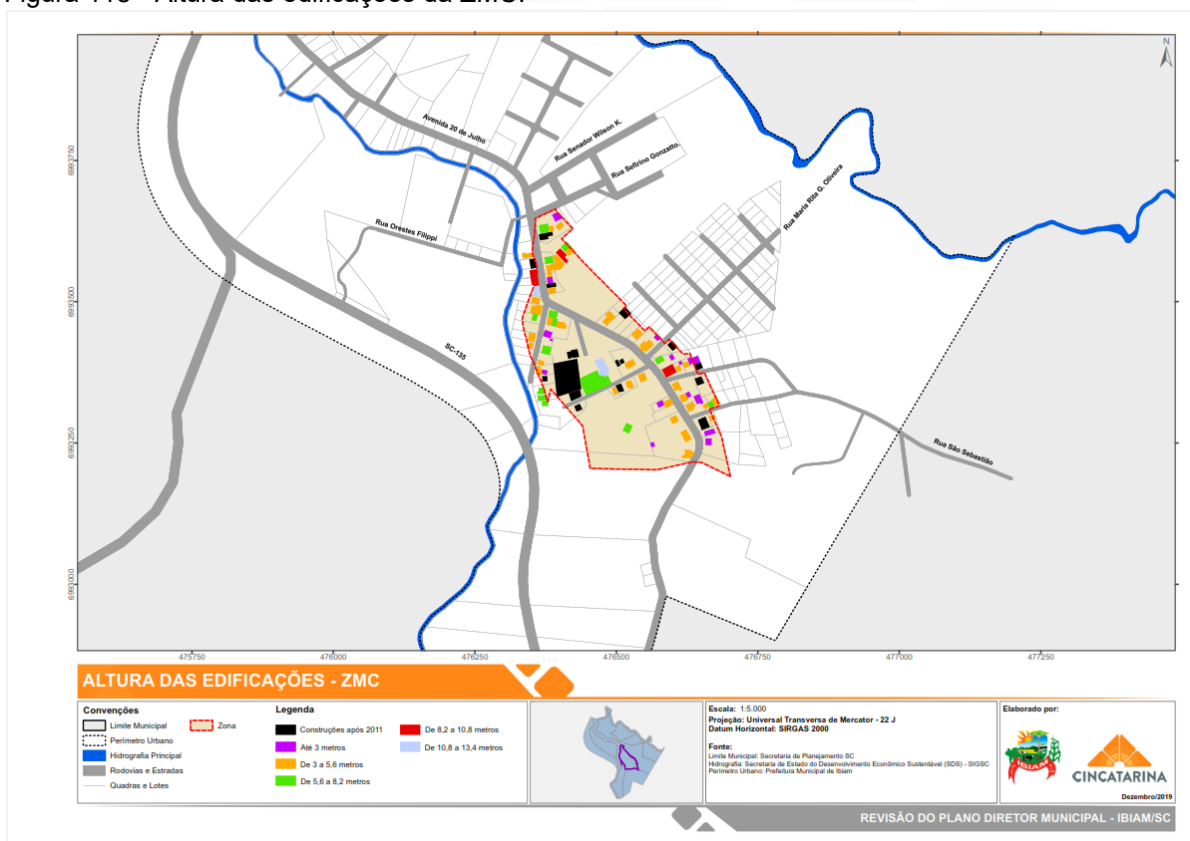 Figura 118 - Altura das edificações da ZMC.
N
Avenida 20 de Julho
Rua Senador Wilson K.
Rua Sefirino Gonzatto.
Rua Maria Rita G. Oliveira
Rua Orestes Filippi
SC-135
Rua São Sebastião
6993750
6993500
6993250
6993000
475750
476000
476250
476500
476750
477000
477250
ALTURA DAS EDIFICAÇÕES - ZMC
Convenções
Limite Municipal
Zona
Perímetro Urbano
Hidrografia Principal
Rodovias e Estradas
Quadras e Lotes
Legenda
Construções após 2011
Até 3 metros
De 3 a 5,6 metros
De 5,6 a 8,2 metros
De 8,2 a 10,8 metros
De 10,8 a 13,4 metros
Escala: 1:5.000
Projeção: Universal Transversa de Mercator - 22 J
Datum Horizontal: SIRGAS 2000
Fonte:
Limite Municipal: Secretaria de Planejamento SC
Hidrografia: Secretaria de Estado do Desenvolvimento Econômico Sustentável (SDS) - SIGSC
Perímetro Urbano: Prefeitura Municipal de Ibiam
Elaborado por:
IBIAM
CINCATARINA
Dezembro/2019
REVISÃO DO PLANO DIRETOR MUNICIPAL - IBIAM/SC